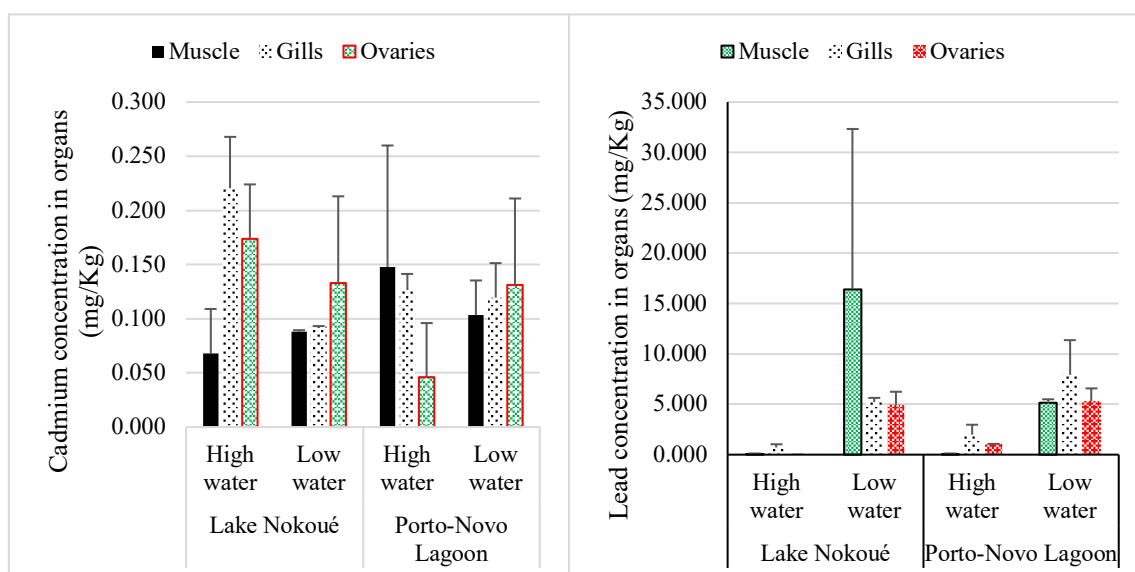 Muscle Gills Ovaries
Cadmium concentration in organs
(mg/Kg)
0.300
0.250
0.200
0.150
0.100
0.050
0.000
High water Low water High water Low water
Lake Nokoué Porto-Novo Lagoon
Muscle Gills Ovaries
Lead concentration in organs (mg/Kg)
35.000
30.000
25.000
20.000
15.000
10.000
5.000
0.000
High water Low water High water Low water
Lake Nokoué Porto-Novo Lagoon